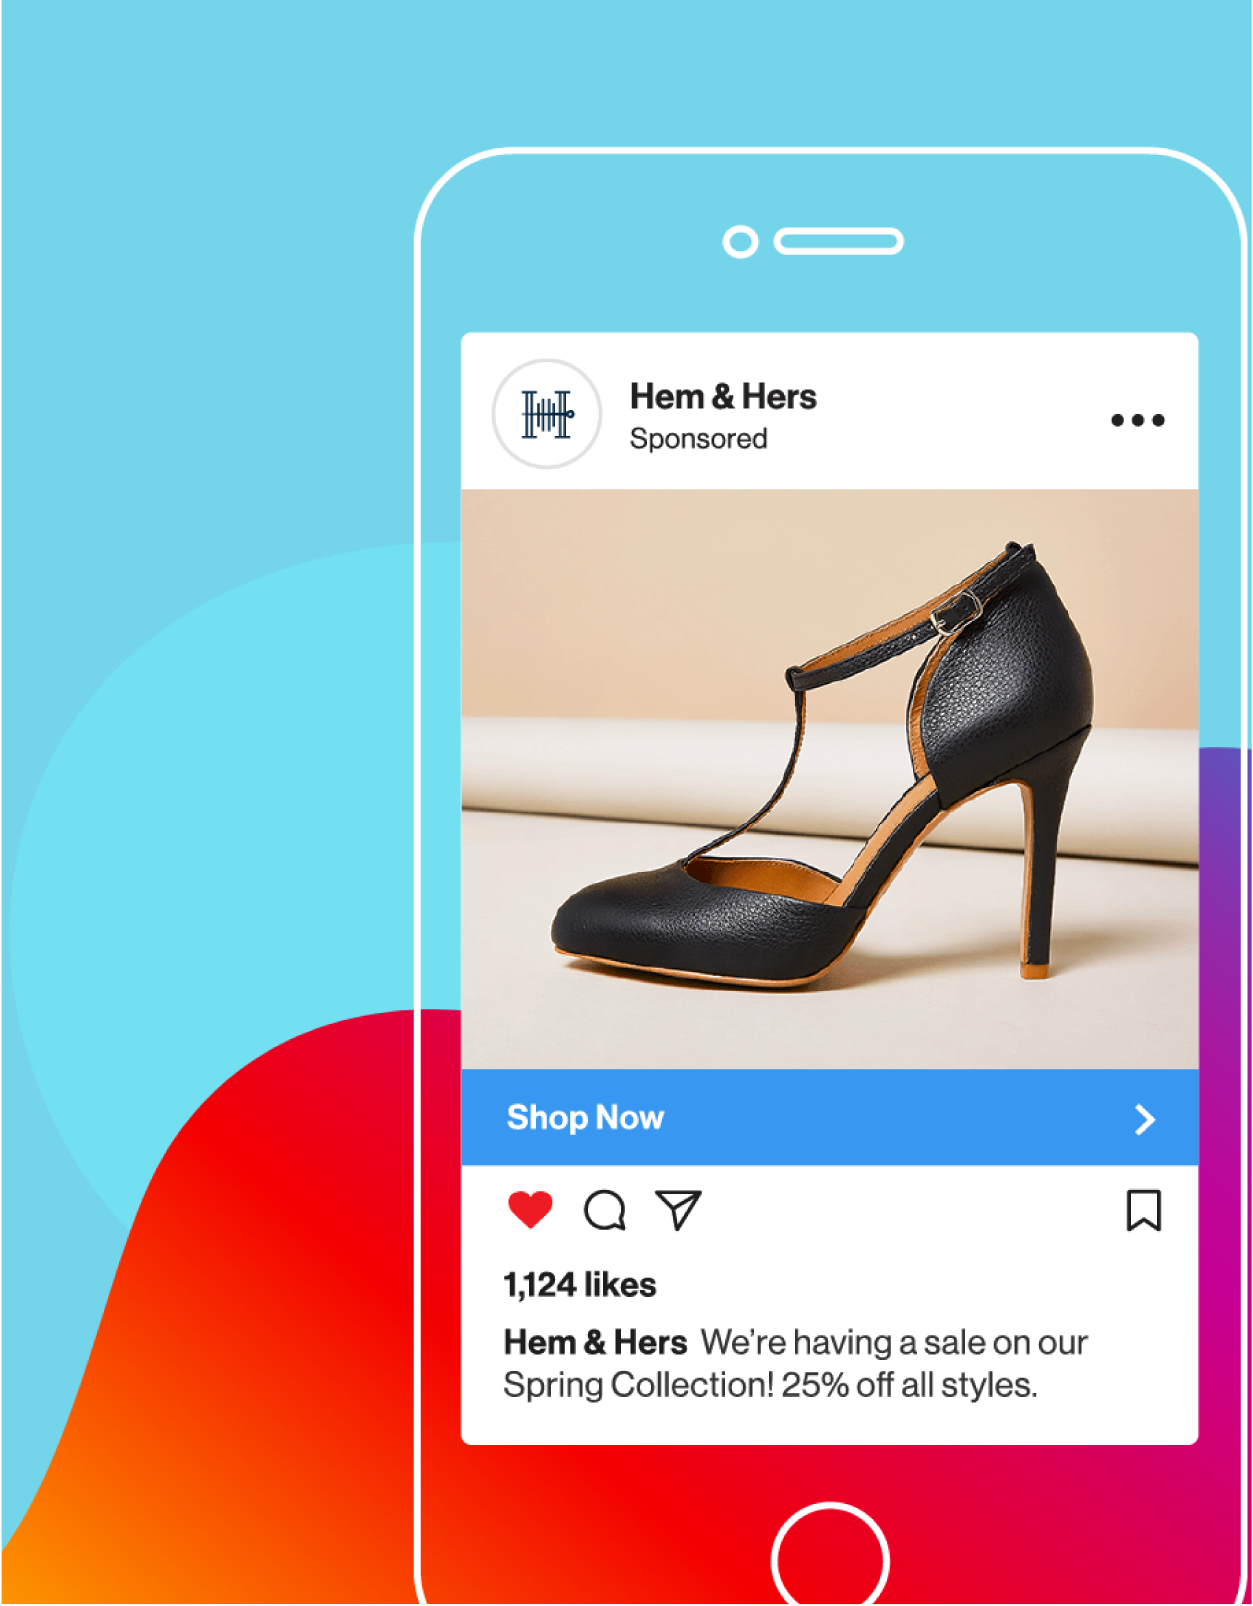 Hem & Hers
Sponsored
Shop Now
1,124 likes
Hem & Hers We're having a sale on our
Spring Collection! 25% off all styles.